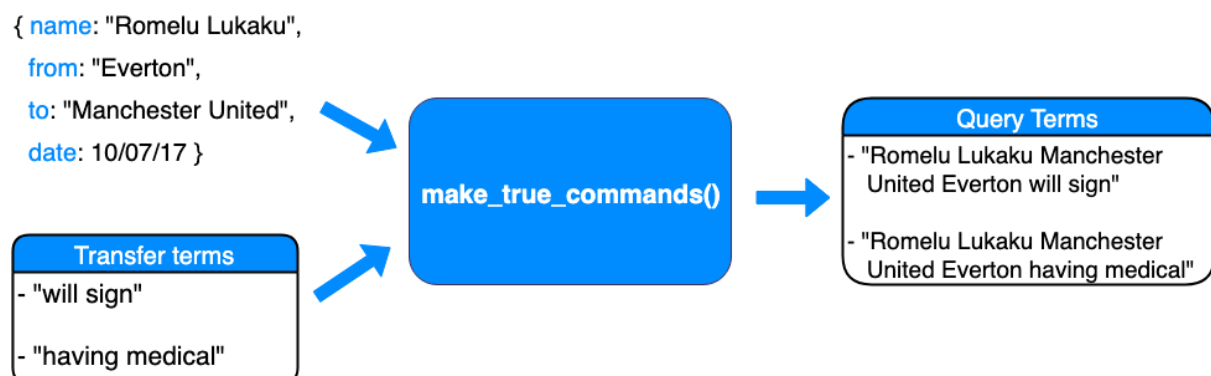 { name: "Romelu Lukaku",
from: "Everton",
to: "Manchester United",
date: 10/07/17 }
Transfer terms
- "will sign"
- "having medical"
make_true_commands()
Query Terms
- "Romelu Lukaku Manchester
United Everton will sign"
- "Romelu Lukaku Manchester
United Everton having medical"